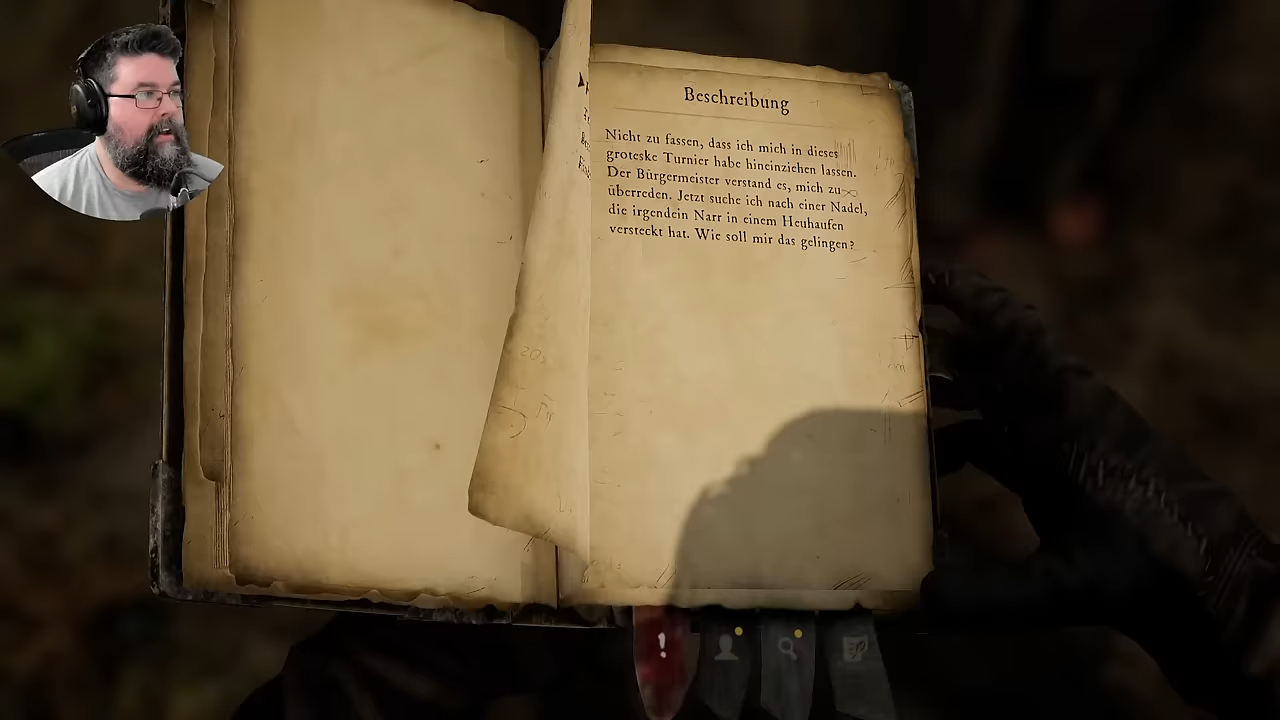 Beschreibung
Nicht zu fassen, dass ich mich in dieses
groteske Turnier habe hineinziehen lassen.
Der Bürgermeister verstand es, mich zu
überreden. Jetzt suche ich nach einer Nadel,
die irgendein Narr in einem Heuhaufen
versteckt hat. Wie soll mir das gelingen?